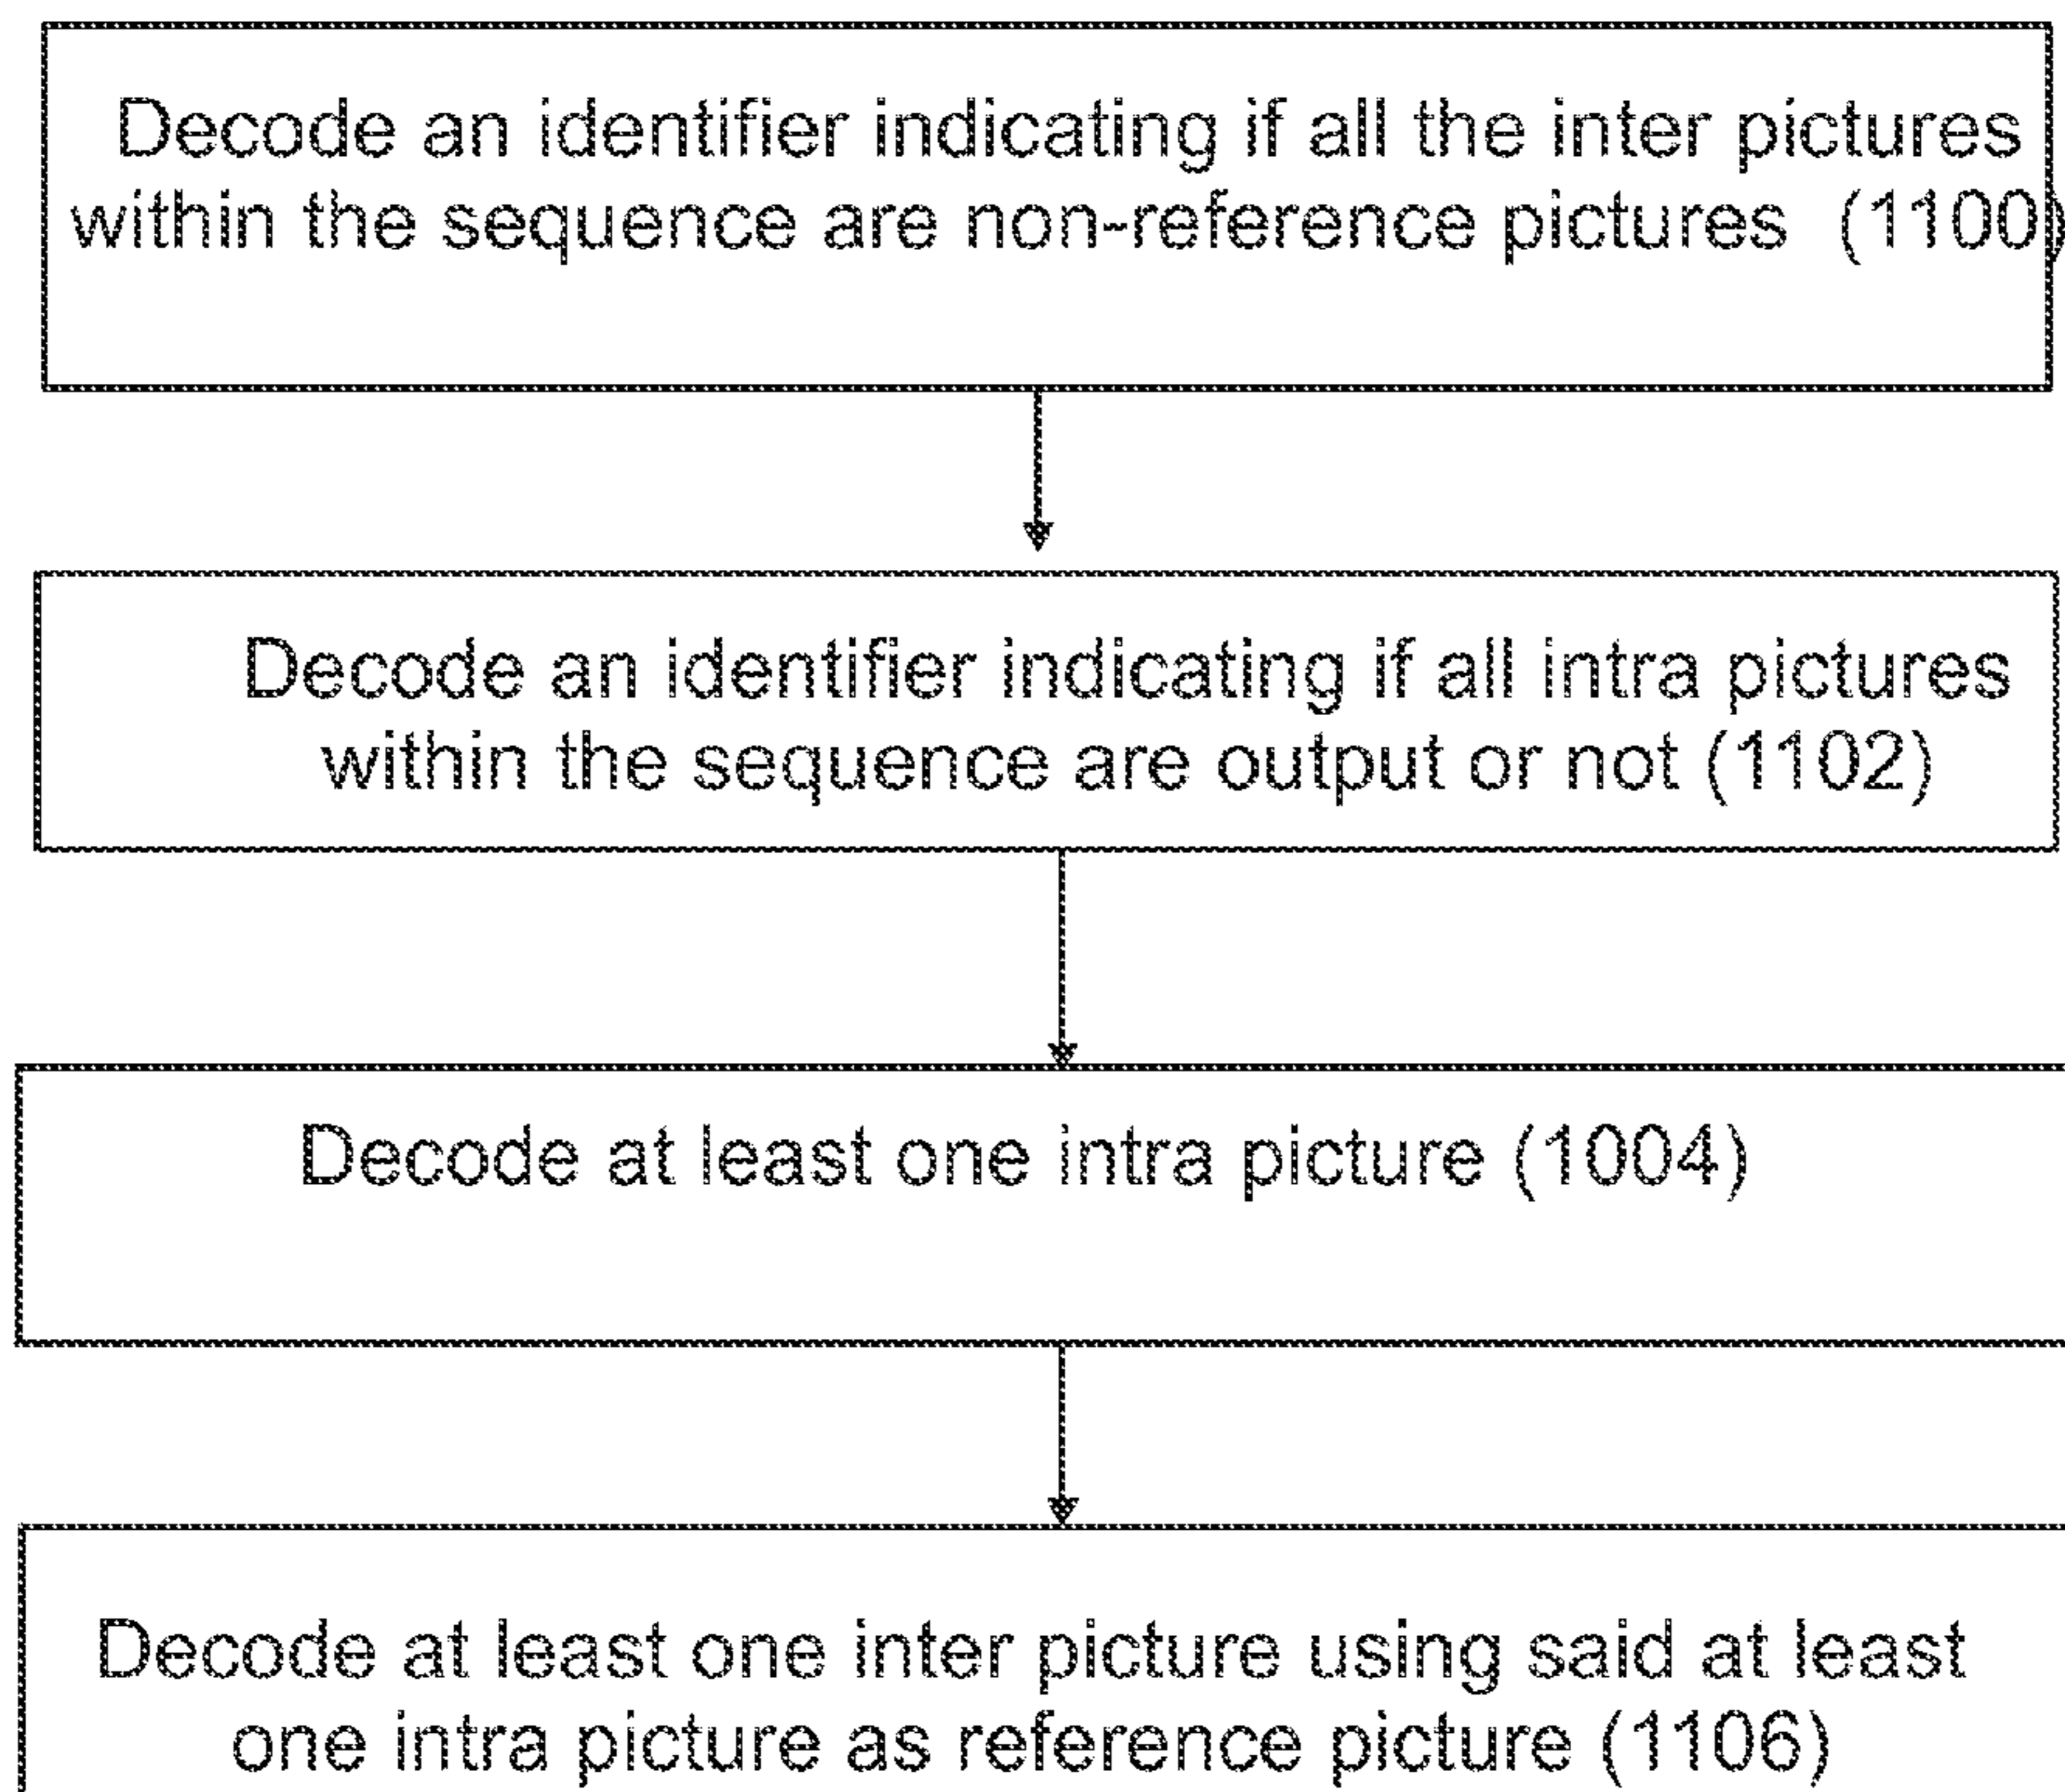 Decode an identifier indicating if all the inter pictures
within the sequence are non-reference pictures (1100)
Decode an identifier indicating if all intra pictures
within the sequence are output or not (1102)
Decode at least one intra picture (1004)
Decode at least one inter picture using said at least
one intra picture as reference picture (1106)